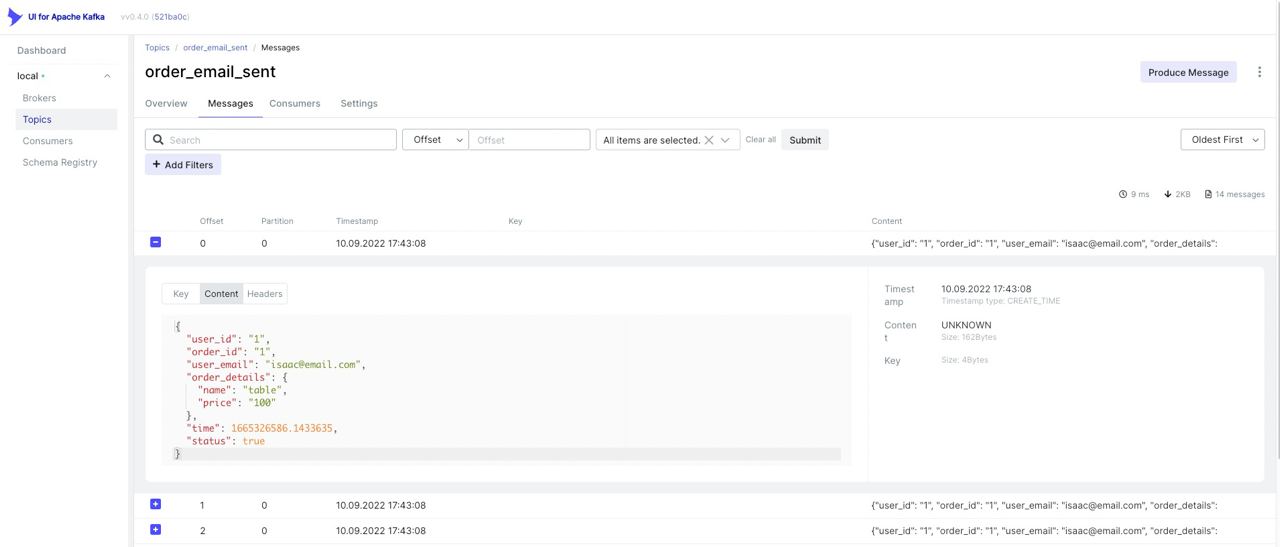 UI for Apache Kafka vv0.4.0 (521ba0c)
Dashboard
local
Brokers
Topics
Consumers
Schema Registry
Topics / order_email_sent / Messages
order_email_sent
Produce Message
Overview Messages Consumers Settings
Search Offset Offset All items are selected. Clear all Submit Oldest First
Add Filters
9 ms 2KB 14 messages
Offset Partition Timestamp Key Content
0 0 10.09.2022 17:43:08 {"user_id": "1", "order_id": "1", "user_email": "isaac@email.com", "order_details":
Key Content Headers
{
"user_id": "1",
"order_id": "1",
"user_email": "isaac@email.com",
"order_details": {
"name": "table",
"price": "100"
},
"time": 1665326586.1433635,
"status": true
}
Timest
amp
10.09.2022 17:43:08
Timestamp type: CREATE_TIME
Conten
t
UNKNOWN
Size: 162Bytes
Key Size: 4Bytes
1 0 10.09.2022 17:43:08 {"user_id": "1", "order_id": "1", "user_email": "isaac@email.com", "order_details":
2 0 10.09.2022 17:43:08 {"user_id": "1", "order_id": "1", "user_email": "isaac@email.com", "order_details":